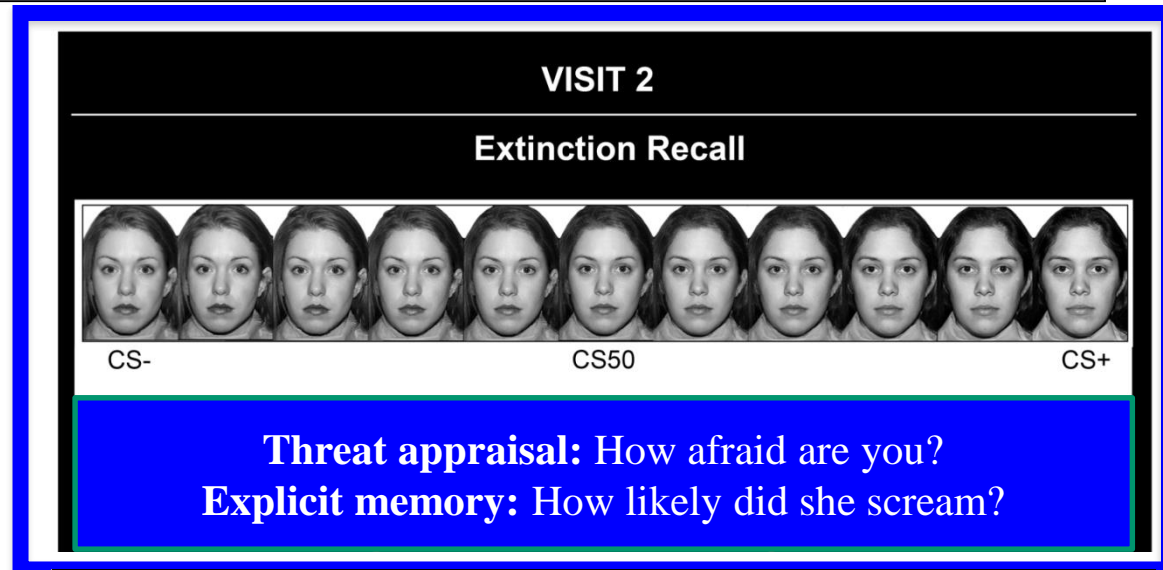 VISIT 2
Extinction Recall
CS- CS50 CS+
Threat appraisal: How afraid are you?
Explicit memory: How likely did she scream?